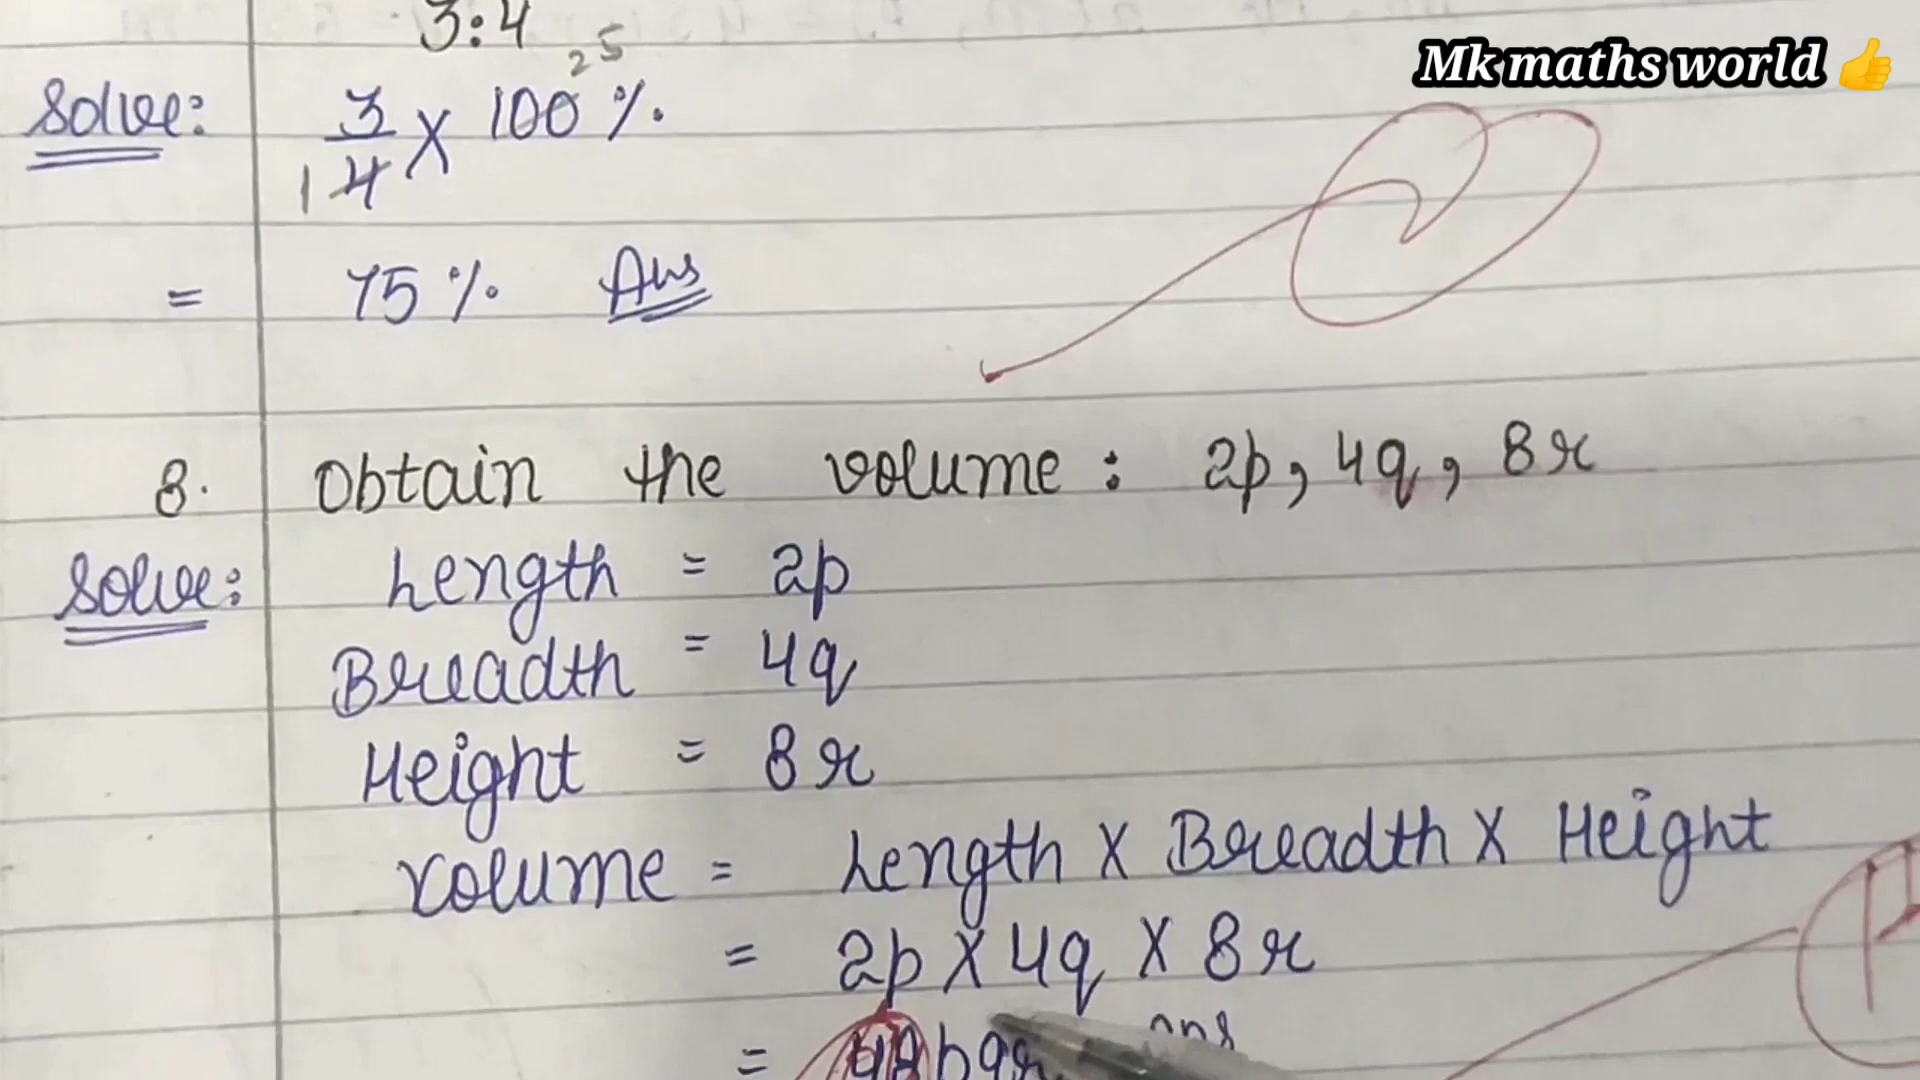 3:4
Mk maths world 👍
25
Solve: 3/4 X 100 %.
1
= 75 %. Ans
8. Obtain the volume : 2p, 4q, 8r
Solve: Length = 2p
Breadth = 4q
Height = 8r
Volume = Length X Breadth X Height
= 2p X 4q X 8r
=
ans